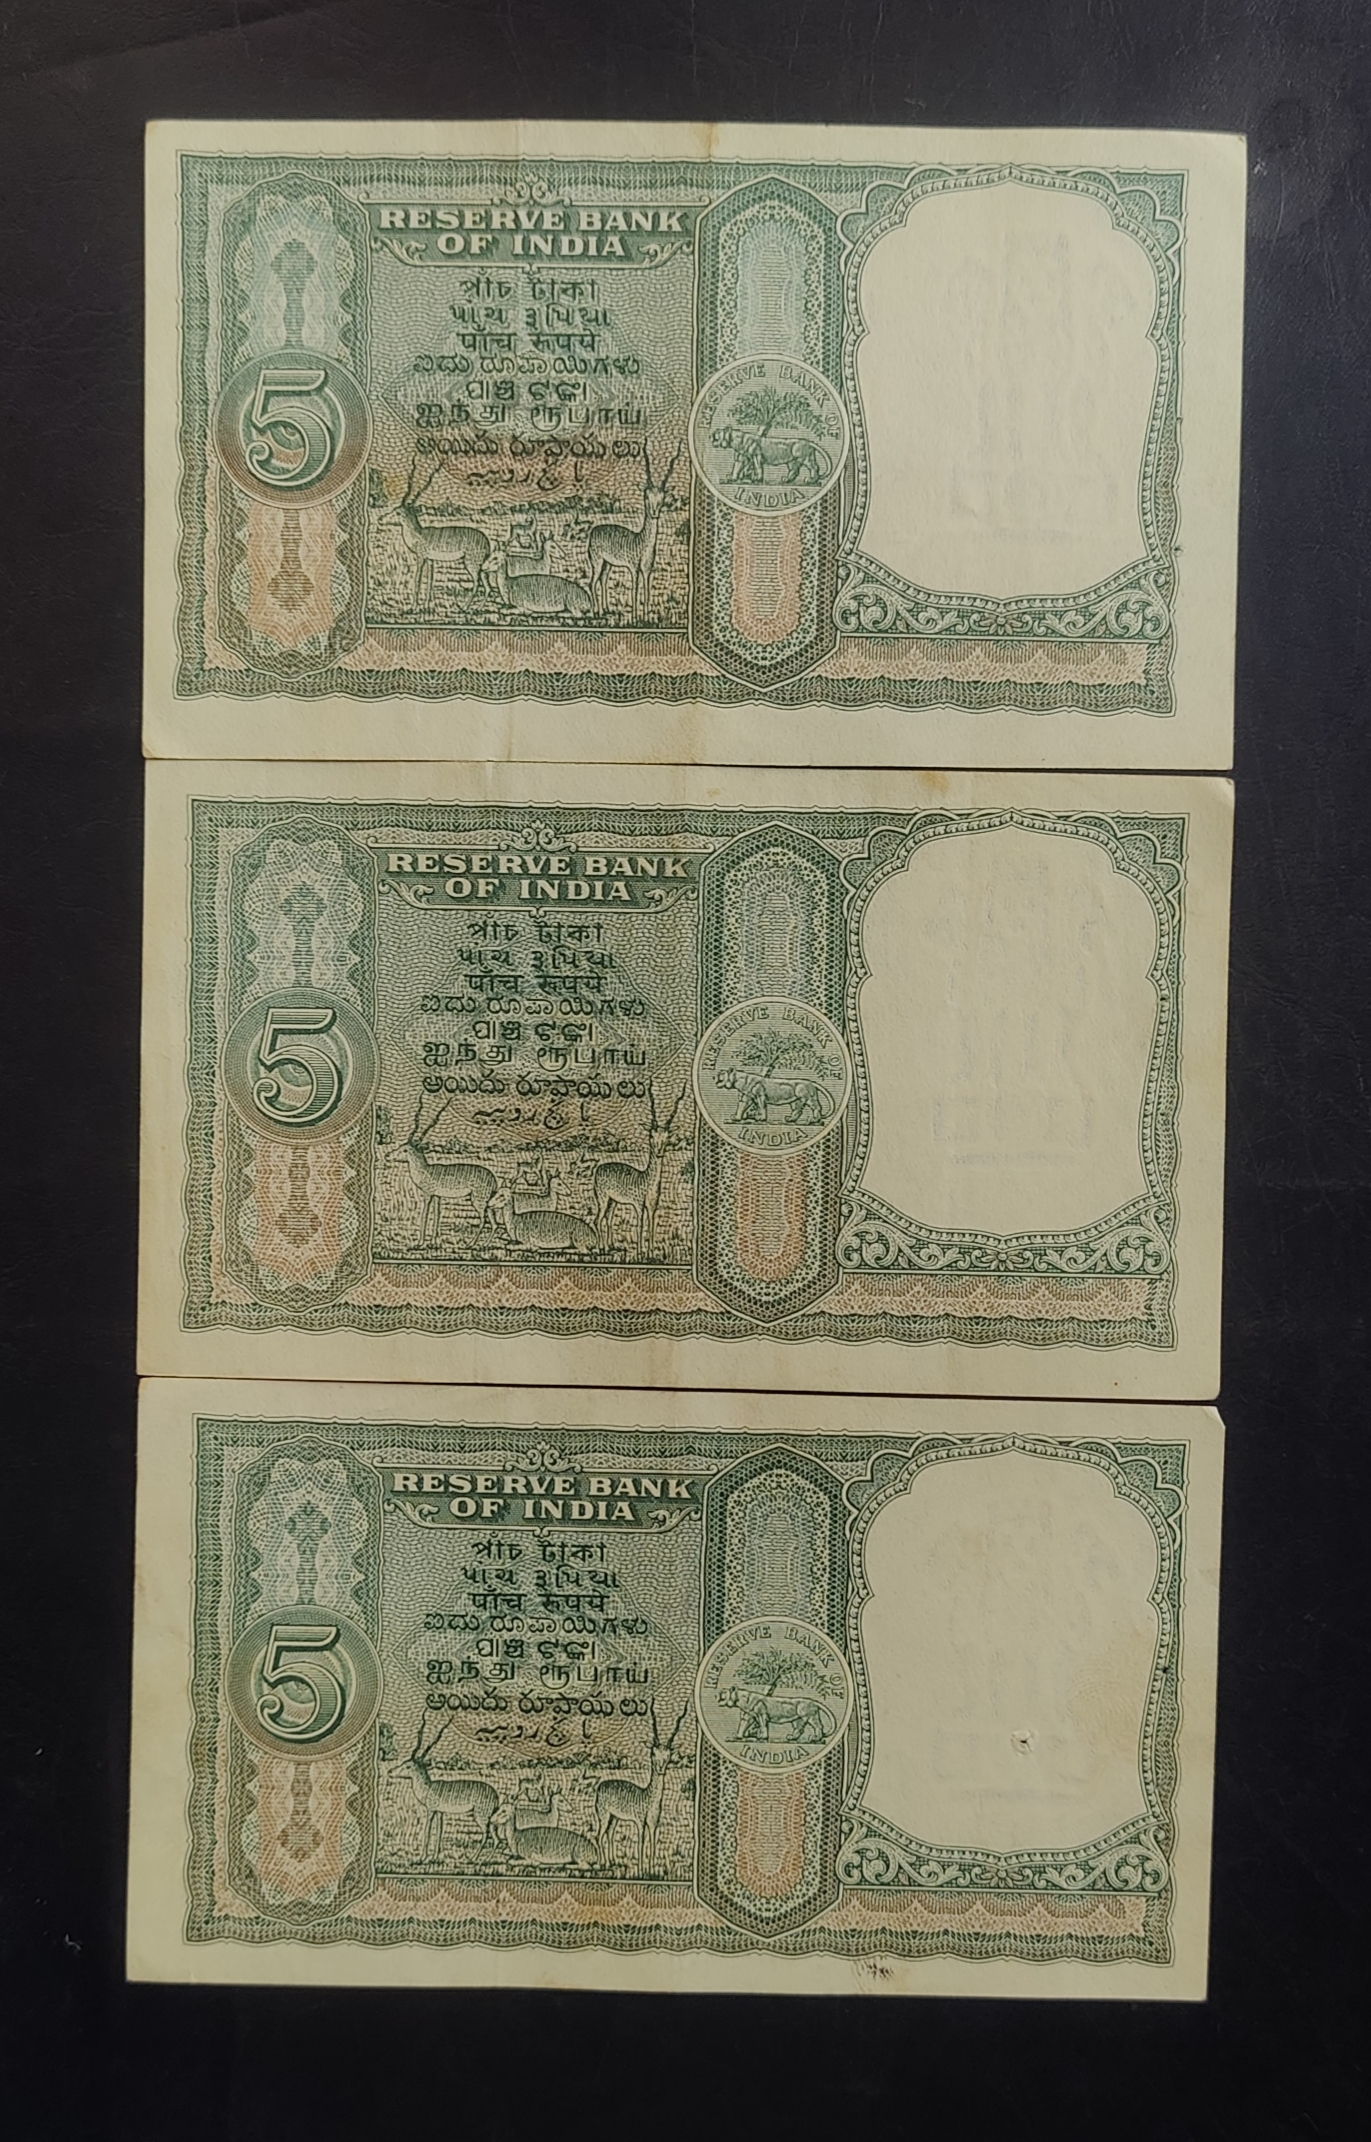 RESERVE BANK
OF INDIA
পাঁচ টাকা
પાચ રૂપિયા
पाँच रूपये
ಐದು ರೂಪಾಯಿಗಳು
ପାଞ୍ଚ ଟଙ୍କା
ஐந்து ரூபாய்
అయిదు రూపాయలు
5
RESERVE BANK OF
INDIA
RESERVE BANK
OF INDIA
পাঁচ টাকা
પાચ રૂપિયા
पाँच रूपये
ಐದು ರೂಪಾಯಿಗಳು
ପାଞ୍ଚ ଟଙ୍କା
ஐந்து ரூபாய்
అయిదు రూపాయలు
5
RESERVE BANK OF
INDIA
RESERVE BANK
OF INDIA
পাঁচ টাকা
પાચ રૂપિયા
पाँच रूपये
ಐದು ರೂಪಾಯಿಗಳು
ପାଞ୍ଚ ଟଙ୍କା
ஐந்து ரூபாய்
అయిదు రూపాయలు
5
RESERVE BANK OF
INDIA